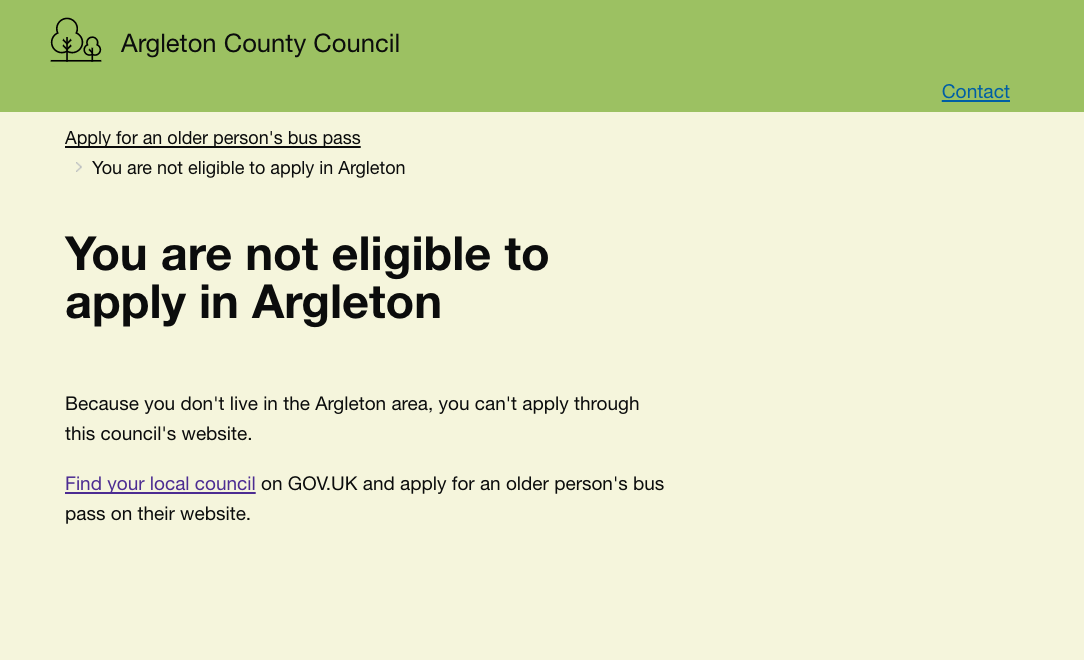 Argleton County Council
Contact
Apply for an older person's bus pass
You are not eligible to apply in Argleton
You are not eligible to
apply in Argleton
Because you don't live in the Argleton area, you can't apply through
this council's website.
Find your local council on GOV.UK and apply for an older person's bus
pass on their website.